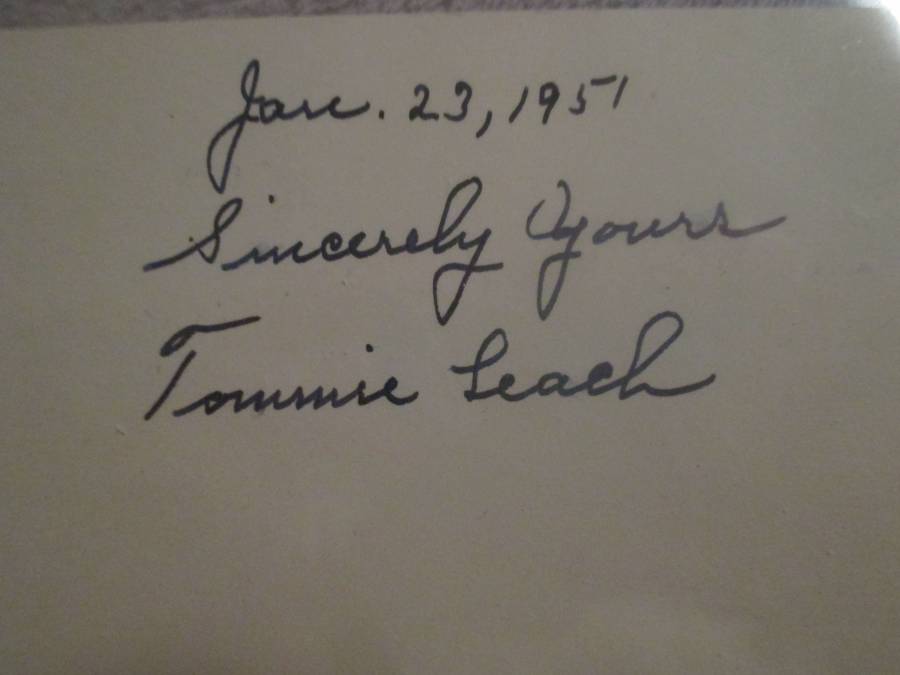 Jan. 23, 1951
Sincerely Yours
Tommie Leach